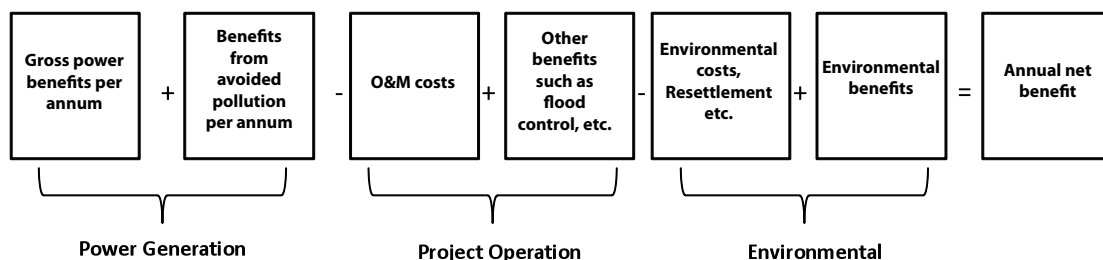 Gross power
benefits per
annum
+
Benefits
from
avoided
pollution
per annum
-
O&M costs
+
Other
benefits
such as
flood
control, etc.
-
Environmental
costs,
Resettlement
etc.
+
Environmental
benefits
=
Annual net
benefit
Power Generation
Project Operation
Environmental